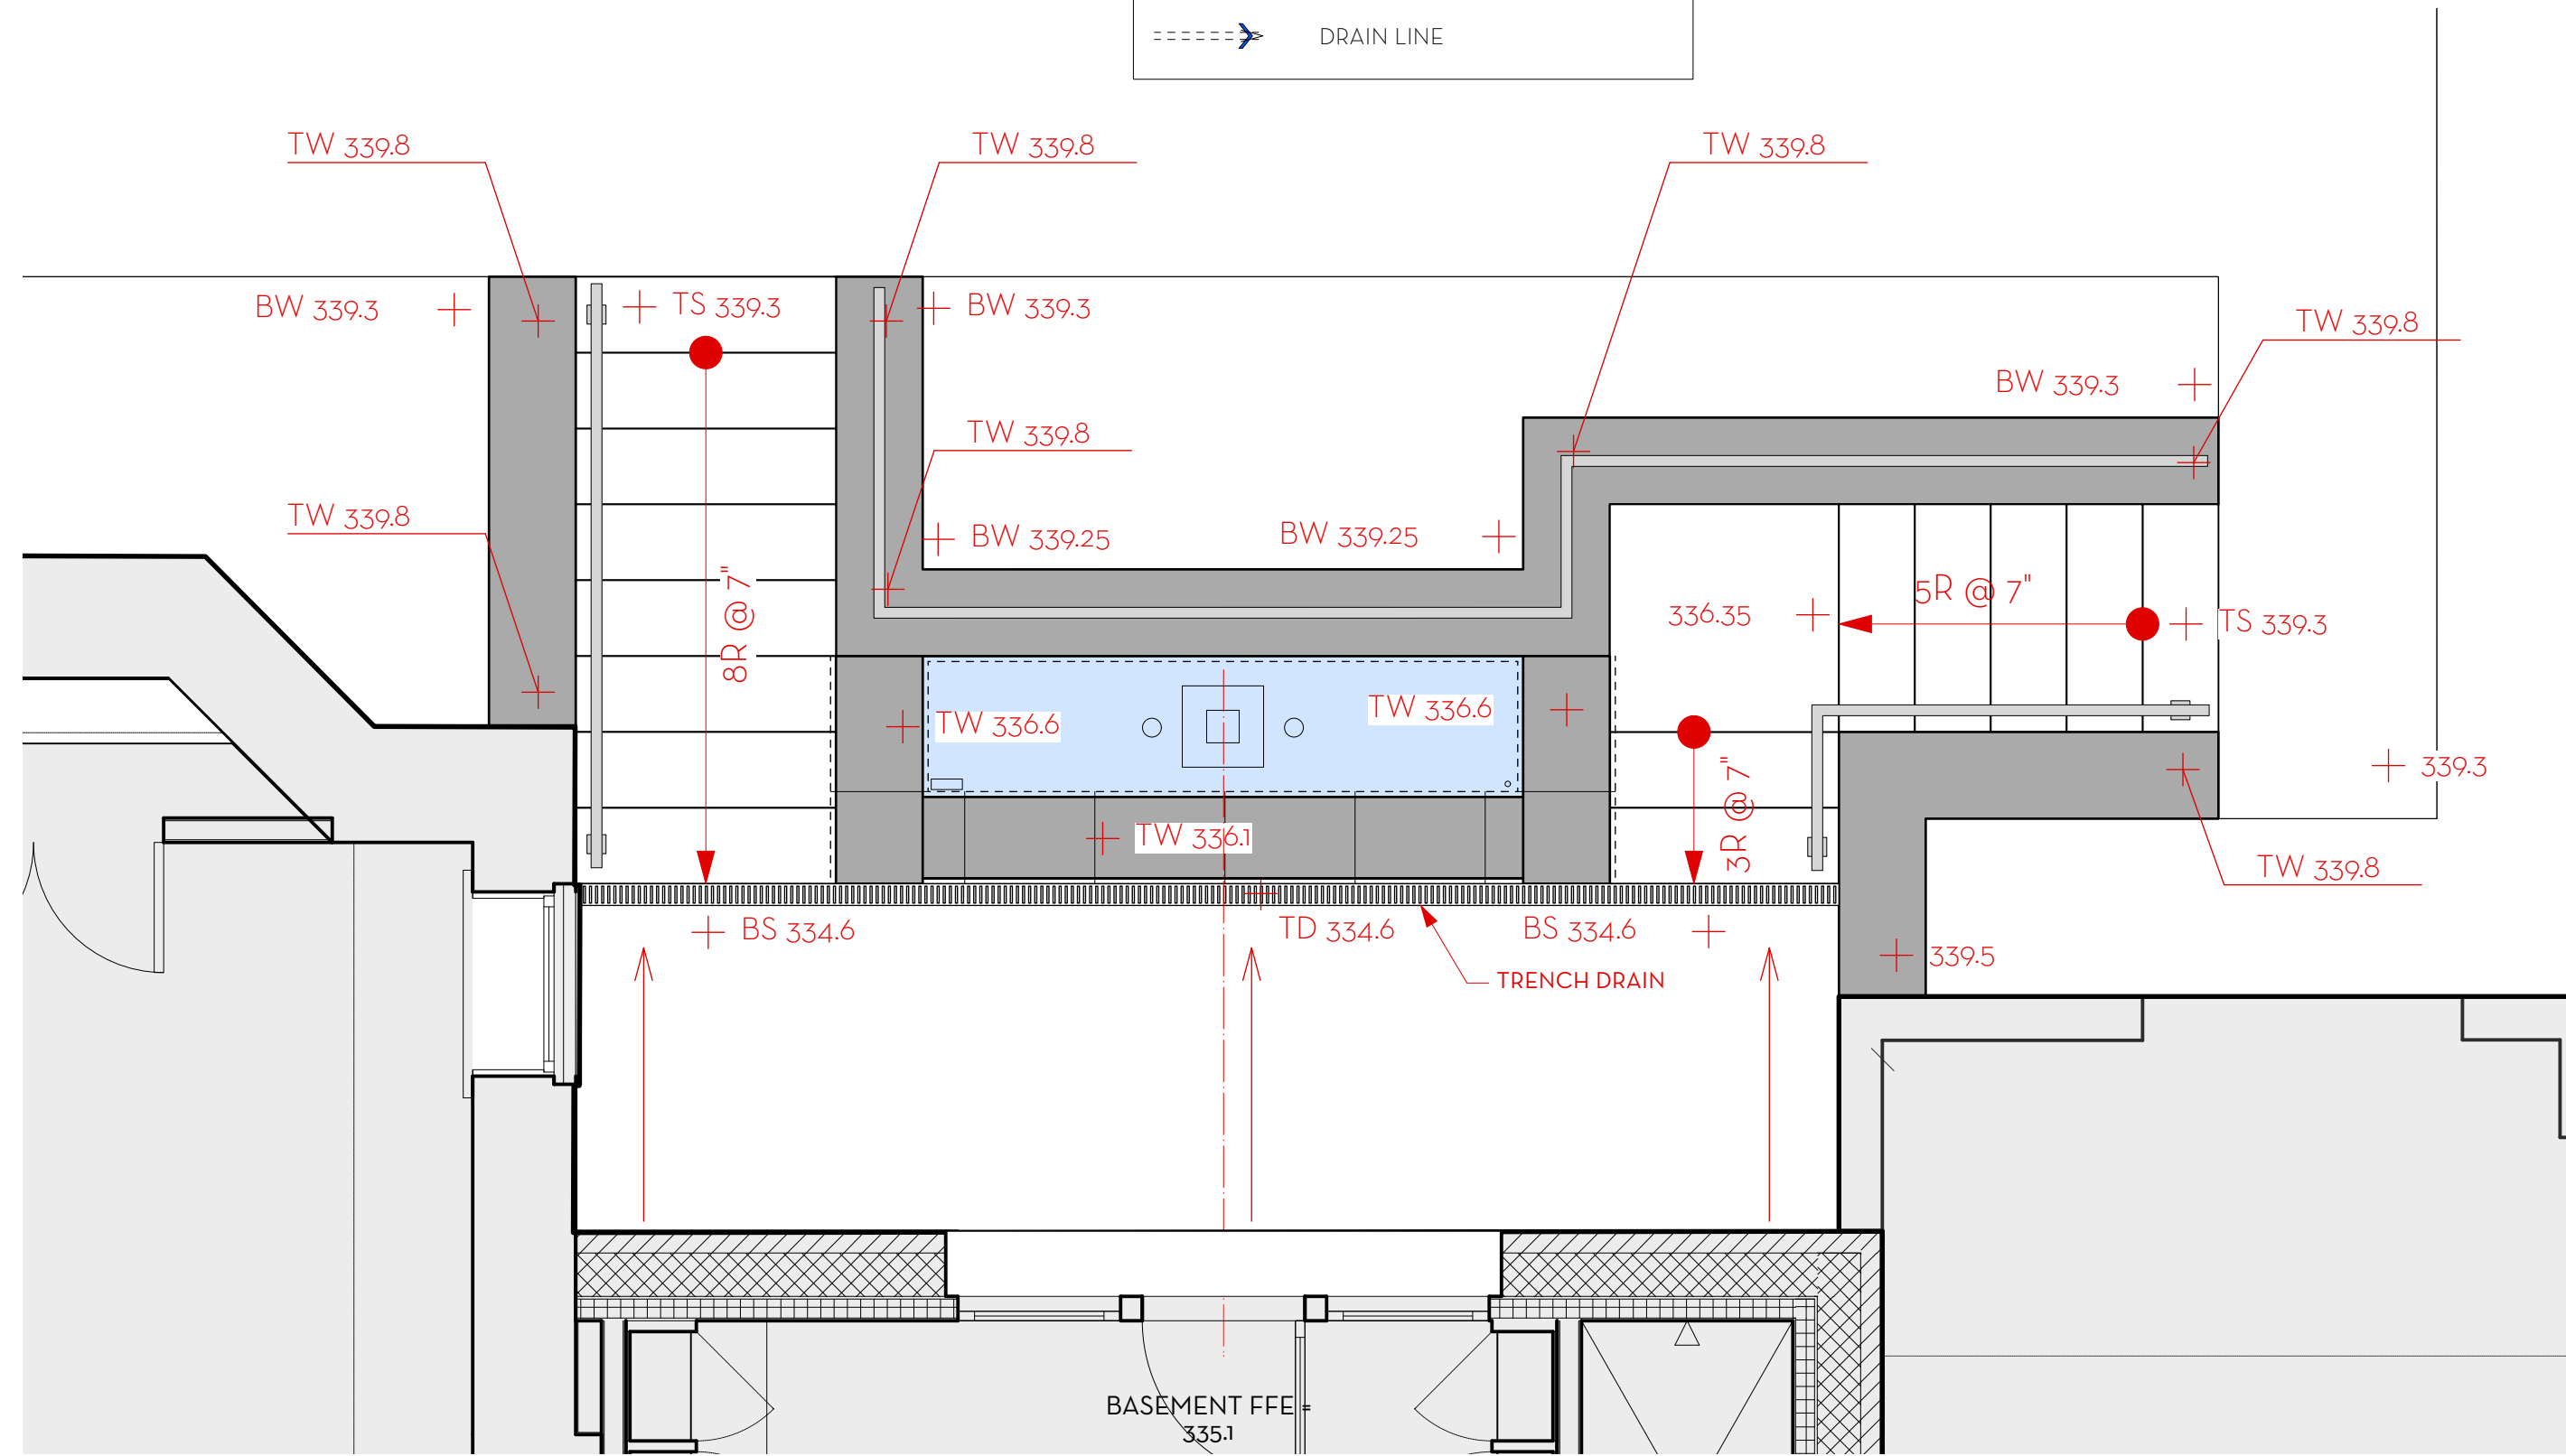 DRAIN LINE
TW 339.8
TW 339.8
TW 339.8
BW 339.3
TS 339.3
BW 339.3
TW 339.8
BW 339.3
TW 339.8
TW 339.8
BW 339.25
BW 339.25
8R @ 7"
336.35
5R @ 7"
TS 339.3
TW 336.6
TW 336.6
339.3
3R @ 7"
TW 336.1
TW 339.8
BS 334.6
TD 334.6
BS 334.6
339.5
TRENCH DRAIN
BASEMENT FFE =
335.1